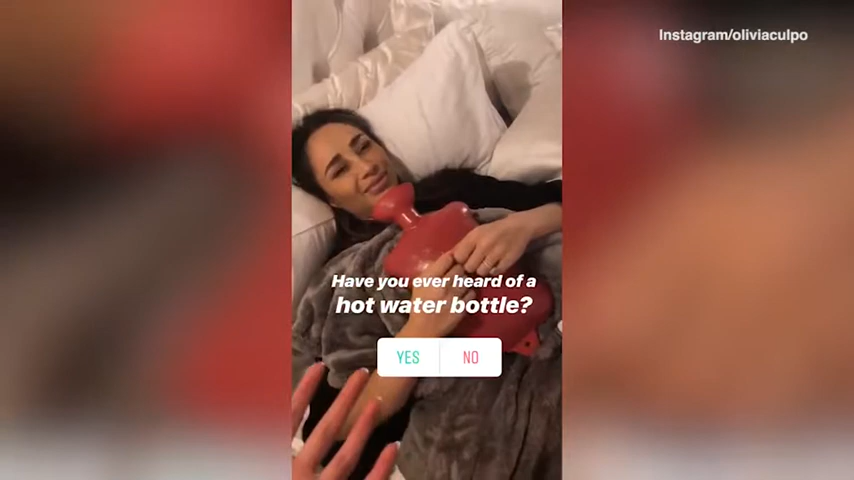 Instagram/oliviaculpo
Have you ever heard of a
hot water bottle?
YES NO